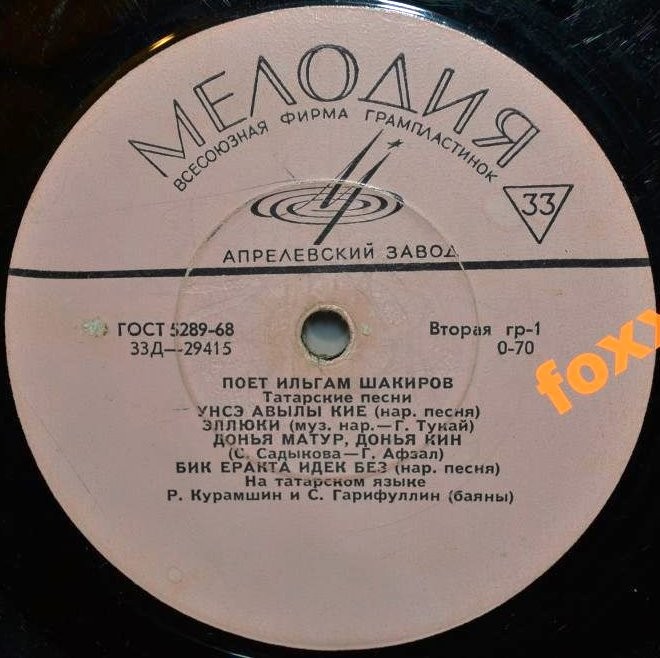 МЕЛОДИЯ
ВСЕСОЮЗНАЯ ФИРМА ГРАМПЛАСТИНОК
33
АПРЕЛЕВСКИЙ ЗАВОД
ГОСТ 5289-68
Вторая гр-1
33Д—29415
0-70
ПОЕТ ИЛЬГАМ ШАКИРОВ
Татарские песни
УНСЭ АВЫЛЫ КИЕ (нар. песня)
ЭЛЛЮКИ (муз. нар.—Г. Тукай)
ДОНЬЯ МАТУР, ДОНЬЯ КИН
(С. Садыкова—Г. Афзал)
БИК ЕРАКТА ИДЕК БЕЗ (нар. песня)
На татарском языке
Р. Курамшин и С. Гарифуллин (баяны)